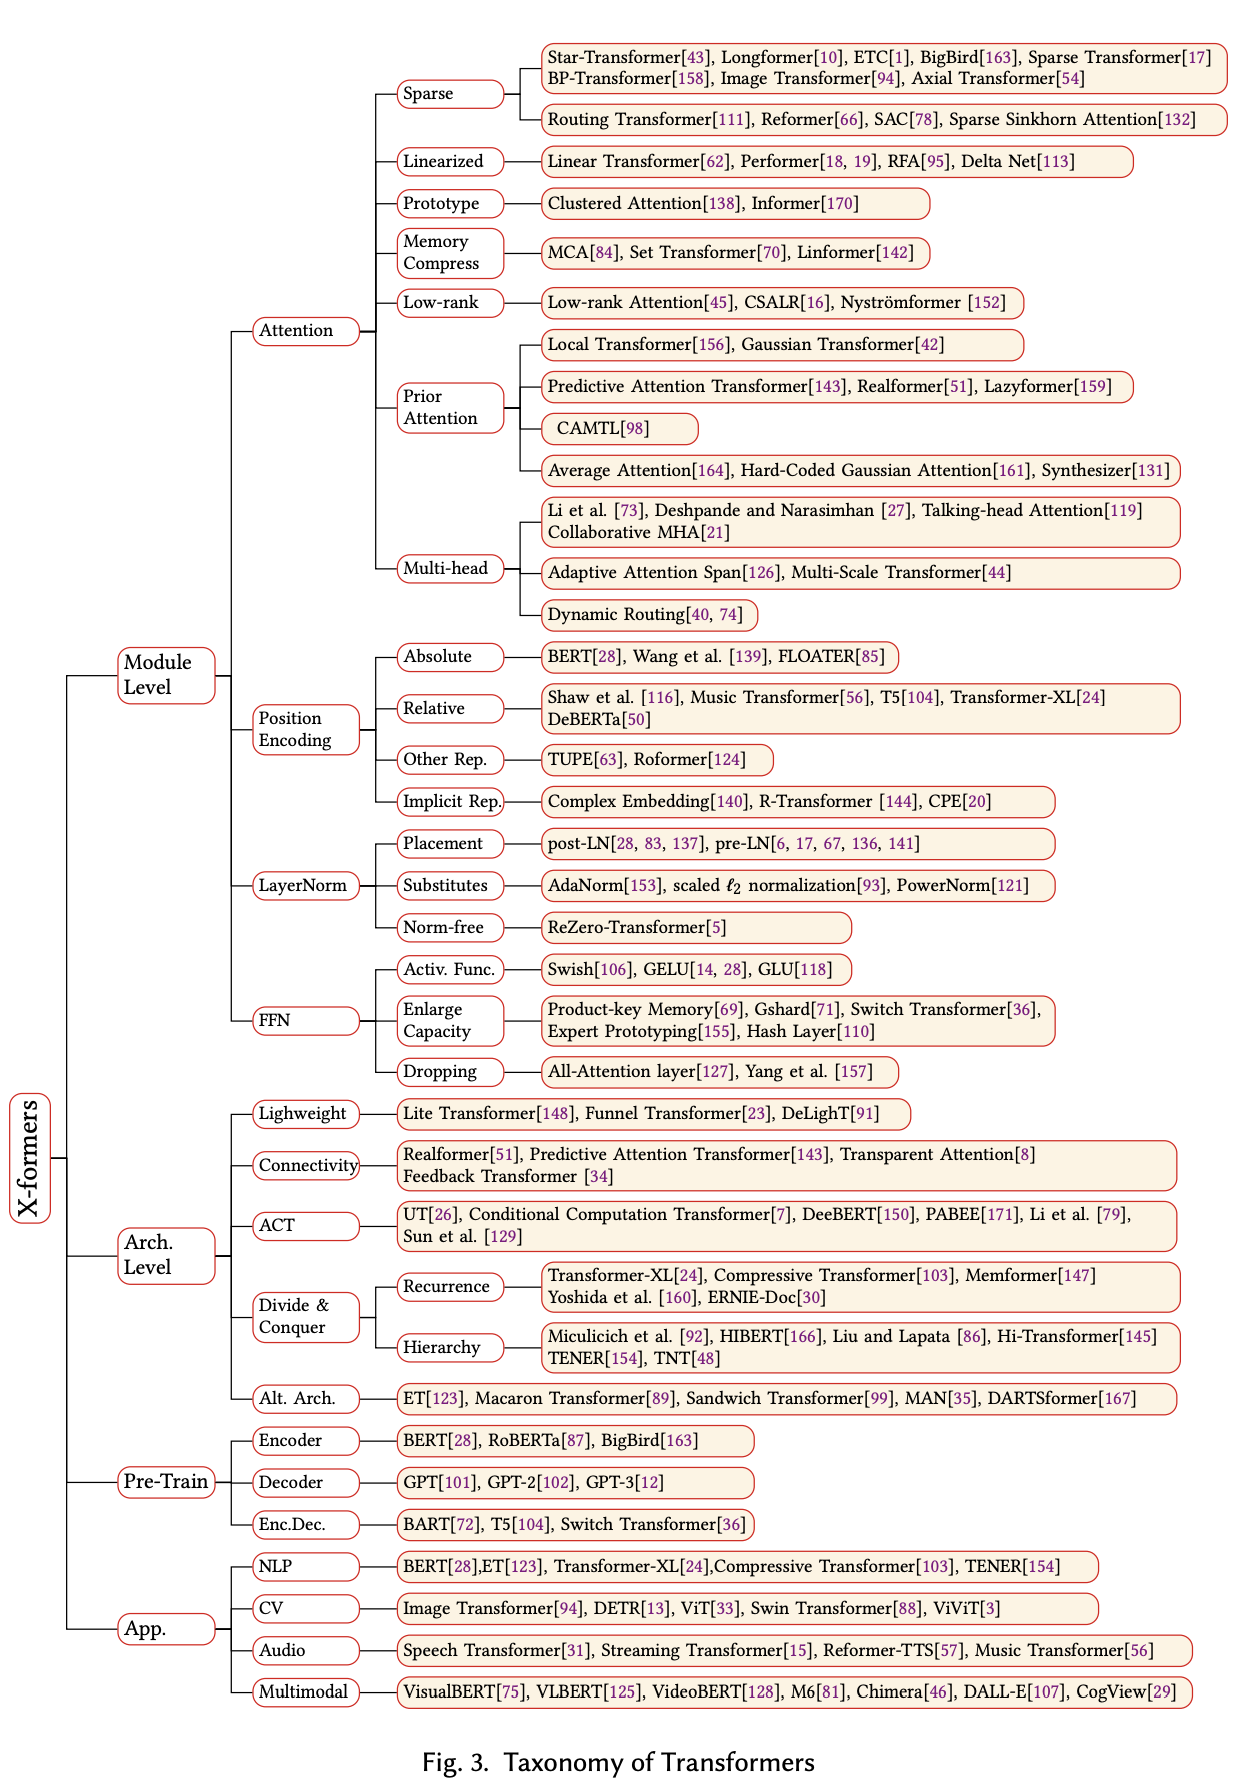 X-formers
Module
Level
Attention
Sparse
Star-Transformer[43], Longformer[10], ETC[1], BigBird[163], Sparse Transformer[17]
BP-Transformer[158], Image Transformer[94], Axial Transformer[54]
Routing Transformer[111], Reformer[66], SAC[78], Sparse Sinkhorn Attention[132]
Linearized
Linear Transformer[62], Performer[18, 19], RFA[95], Delta Net[113]
Prototype
Clustered Attention[138], Informer[170]
Memory
Compress
MCA[84], Set Transformer[70], Linformer[142]
Low-rank
Low-rank Attention[45], CSALR[16], Nyströmformer [152]
Prior
Attention
Local Transformer[156], Gaussian Transformer[42]
Predictive Attention Transformer[143], Realformer[51], Lazyformer[159]
CAMTL[98]
Average Attention[164], Hard-Coded Gaussian Attention[161], Synthesizer[131]
Multi-head
Li et al. [73], Deshpande and Narasimhan [27], Talking-head Attention[119]
Collaborative MHA[21]
Adaptive Attention Span[126], Multi-Scale Transformer[44]
Dynamic Routing[40, 74]
Position
Encoding
Absolute
BERT[28], Wang et al. [139], FLOATER[85]
Relative
Shaw et al. [116], Music Transformer[56], T5[104], Transformer-XL[24]
DeBERTa[50]
Other Rep.
TUPE[63], Roformer[124]
Implicit Rep.
Complex Embedding[140], R-Transformer [144], CPE[20]
LayerNorm
Placement
post-LN[28, 83, 137], pre-LN[6, 17, 67, 136, 141]
Substitutes
AdaNorm[153], scaled ℓ2 normalization[93], PowerNorm[121]
Norm-free
ReZero-Transformer[5]
FFN
Activ. Func.
Swish[106], GELU[14, 28], GLU[118]
Enlarge
Capacity
Product-key Memory[69], Gshard[71], Switch Transformer[36],
Expert Prototyping[155], Hash Layer[110]
Dropping
All-Attention layer[127], Yang et al. [157]
Arch.
Level
Lighweight
Lite Transformer[148], Funnel Transformer[23], DeLighT[91]
Connectivity
Realformer[51], Predictive Attention Transformer[143], Transparent Attention[8]
Feedback Transformer [34]
ACT
UT[26], Conditional Computation Transformer[7], DeeBERT[150], PABEE[171], Li et al. [79],
Sun et al. [129]
Divide &
Conquer
Recurrence
Transformer-XL[24], Compressive Transformer[103], Memformer[147]
Yoshida et al. [160], ERNIE-Doc[30]
Hierarchy
Miculicich et al. [92], HIBERT[166], Liu and Lapata [86], Hi-Transformer[145]
TENER[154], TNT[48]
Alt. Arch.
ET[123], Macaron Transformer[89], Sandwich Transformer[99], MAN[35], DARTSformer[167]
Pre-Train
Encoder
BERT[28], RoBERTa[87], BigBird[163]
Decoder
GPT[101], GPT-2[102], GPT-3[12]
Enc.Dec.
BART[72], T5[104], Switch Transformer[36]
App.
NLP
BERT[28],ET[123], Transformer-XL[24],Compressive Transformer[103], TENER[154]
CV
Image Transformer[94], DETR[13], ViT[33], Swin Transformer[88], ViViT[3]
Audio
Speech Transformer[31], Streaming Transformer[15], Reformer-TTS[57], Music Transformer[56]
Multimodal
VisualBERT[75], VLBERT[125], VideoBERT[128], M6[81], Chimera[46], DALL-E[107], CogView[29]
Fig. 3. Taxonomy of Transformers